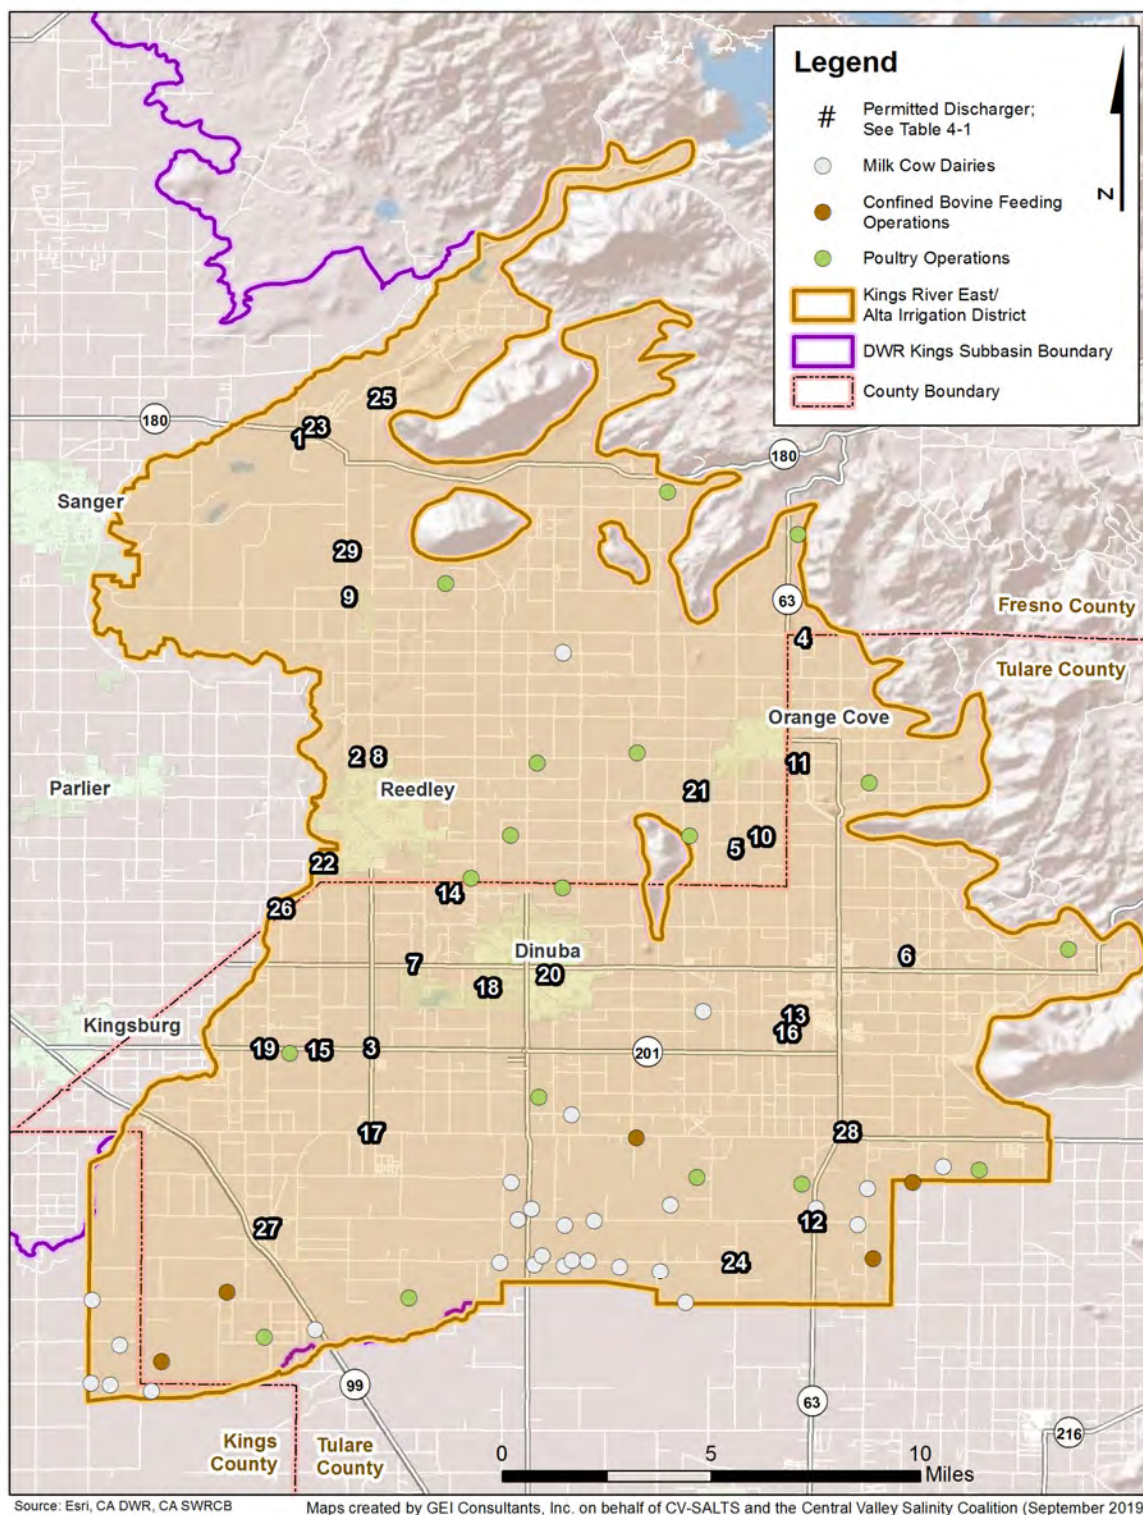 Legend
#
Permitted Discharger;
See Table 4-1
Milk Cow Dairies
Confined Bovine Feeding
Operations
Poultry Operations
Kings River East/
Alta Irrigation District
DWR Kings Subbasin Boundary
County Boundary
N
25
180
23
1
180
Sanger
29
9
63
Fresno County
4
Tulare County
Orange Cove
2
8
11
Parlier
Reedley
21
10
5
22
14
26
Dinuba
6
7
20
18
13
Kingsburg
16
19
15
3
201
17
28
12
27
24
99
63
Kings
County
Tulare
County
216
0
5
10
Miles
Source: Esri, CA DWR, CA SWRCB
Maps created by GEI Consultants, Inc. on behalf of CV-SALTS and the Central Valley Salinity Coalition (September 2019